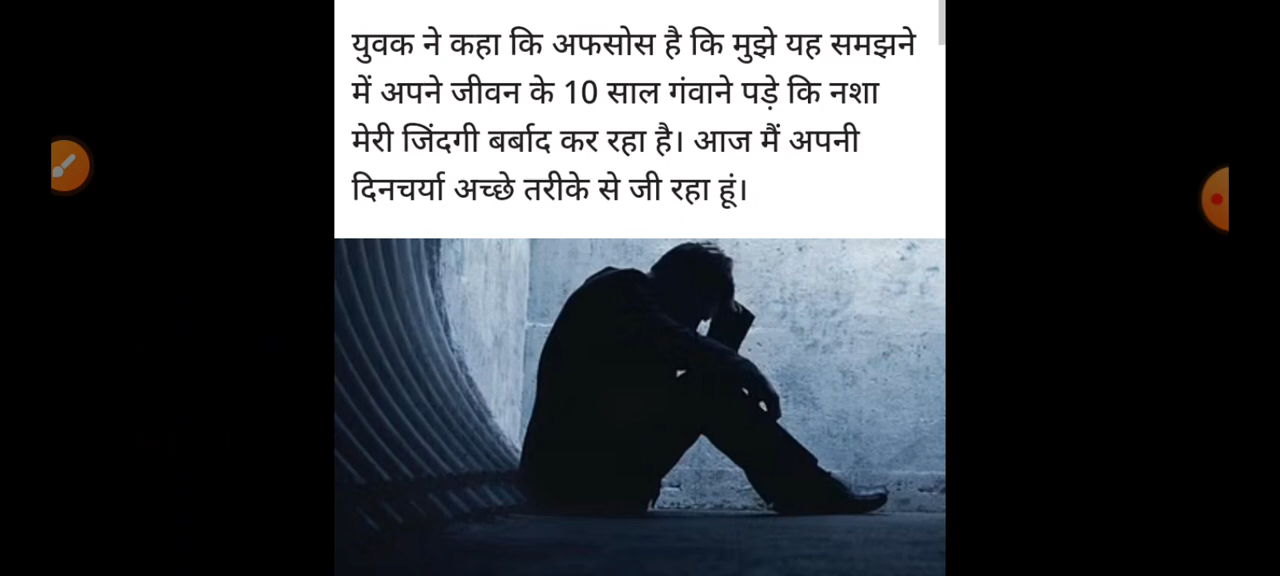 युवक ने कहा कि अफसोस है कि मुझे यह समझने
में अपने जीवन के 10 साल गंवाने पड़े कि नशा
मेरी जिंदगी बर्बाद कर रहा है। आज मैं अपनी
दिनचर्या अच्छे तरीके से जी रहा हूं।